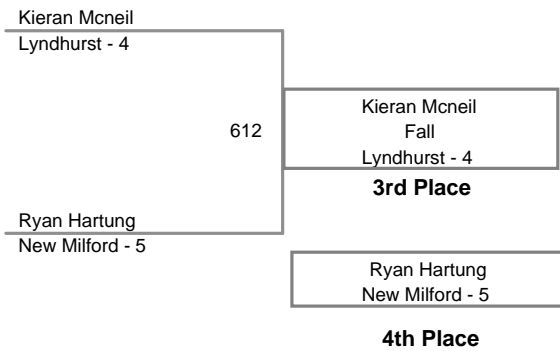 Kieran Mcneil
Lyndhurst - 4
612
Kieran Mcneil
Fall
Lyndhurst - 4
3rd Place
Ryan Hartung
New Milford - 5
Ryan Hartung
New Milford - 5
4th Place